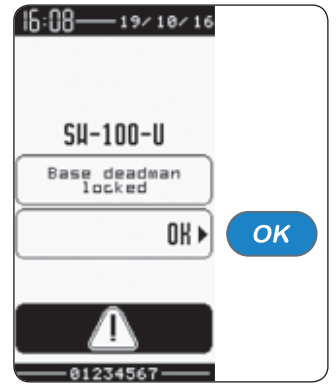 16:08 19/10/16
SW-100-U
Base deadman
locked
OK
OK
!
01234567